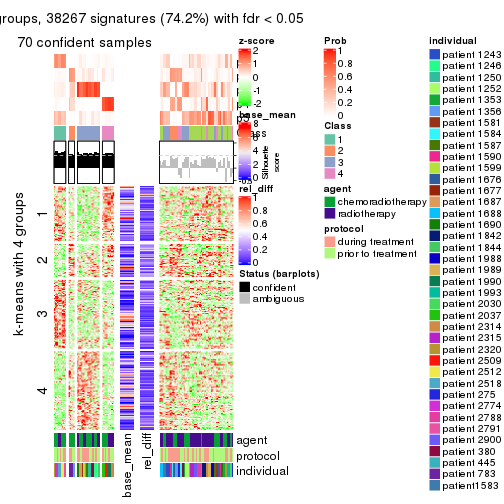 groups, 38267 signatures (74.2%) with fdr < 0.05
70 confident samples
k-means with 4 groups
1
2
3
4
base_mean
rel_diff
agent
protocol
individual
z-score
2
1
0
-1
-2
base_mean
8
6
4
2
0
Silhouette
score
rel_diff
1
0.8
0.6
0.4
0.2
0
Status (barplots)
confident
ambiguous
Prob
1
0.8
0.6
0.4
0.2
0
Class
1
2
3
4
agent
chemoradiotherapy
radiotherapy
protocol
during treatment
prior to treatment
individual
patient 1243
patient 1246
patient 1250
patient 1252
patient 1353
patient 1356
patient 1581
patient 1584
patient 1587
patient 1590
patient 1599
patient 1676
patient 1677
patient 1687
patient 1688
patient 1690
patient 1842
patient 1844
patient 1988
patient 1989
patient 1990
patient 1993
patient 2030
patient 2037
patient 2314
patient 2315
patient 2320
patient 2509
patient 2512
patient 2518
patient 275
patient 2774
patient 2788
patient 2791
patient 2900
patient 380
patient 445
patient 783
patient1583